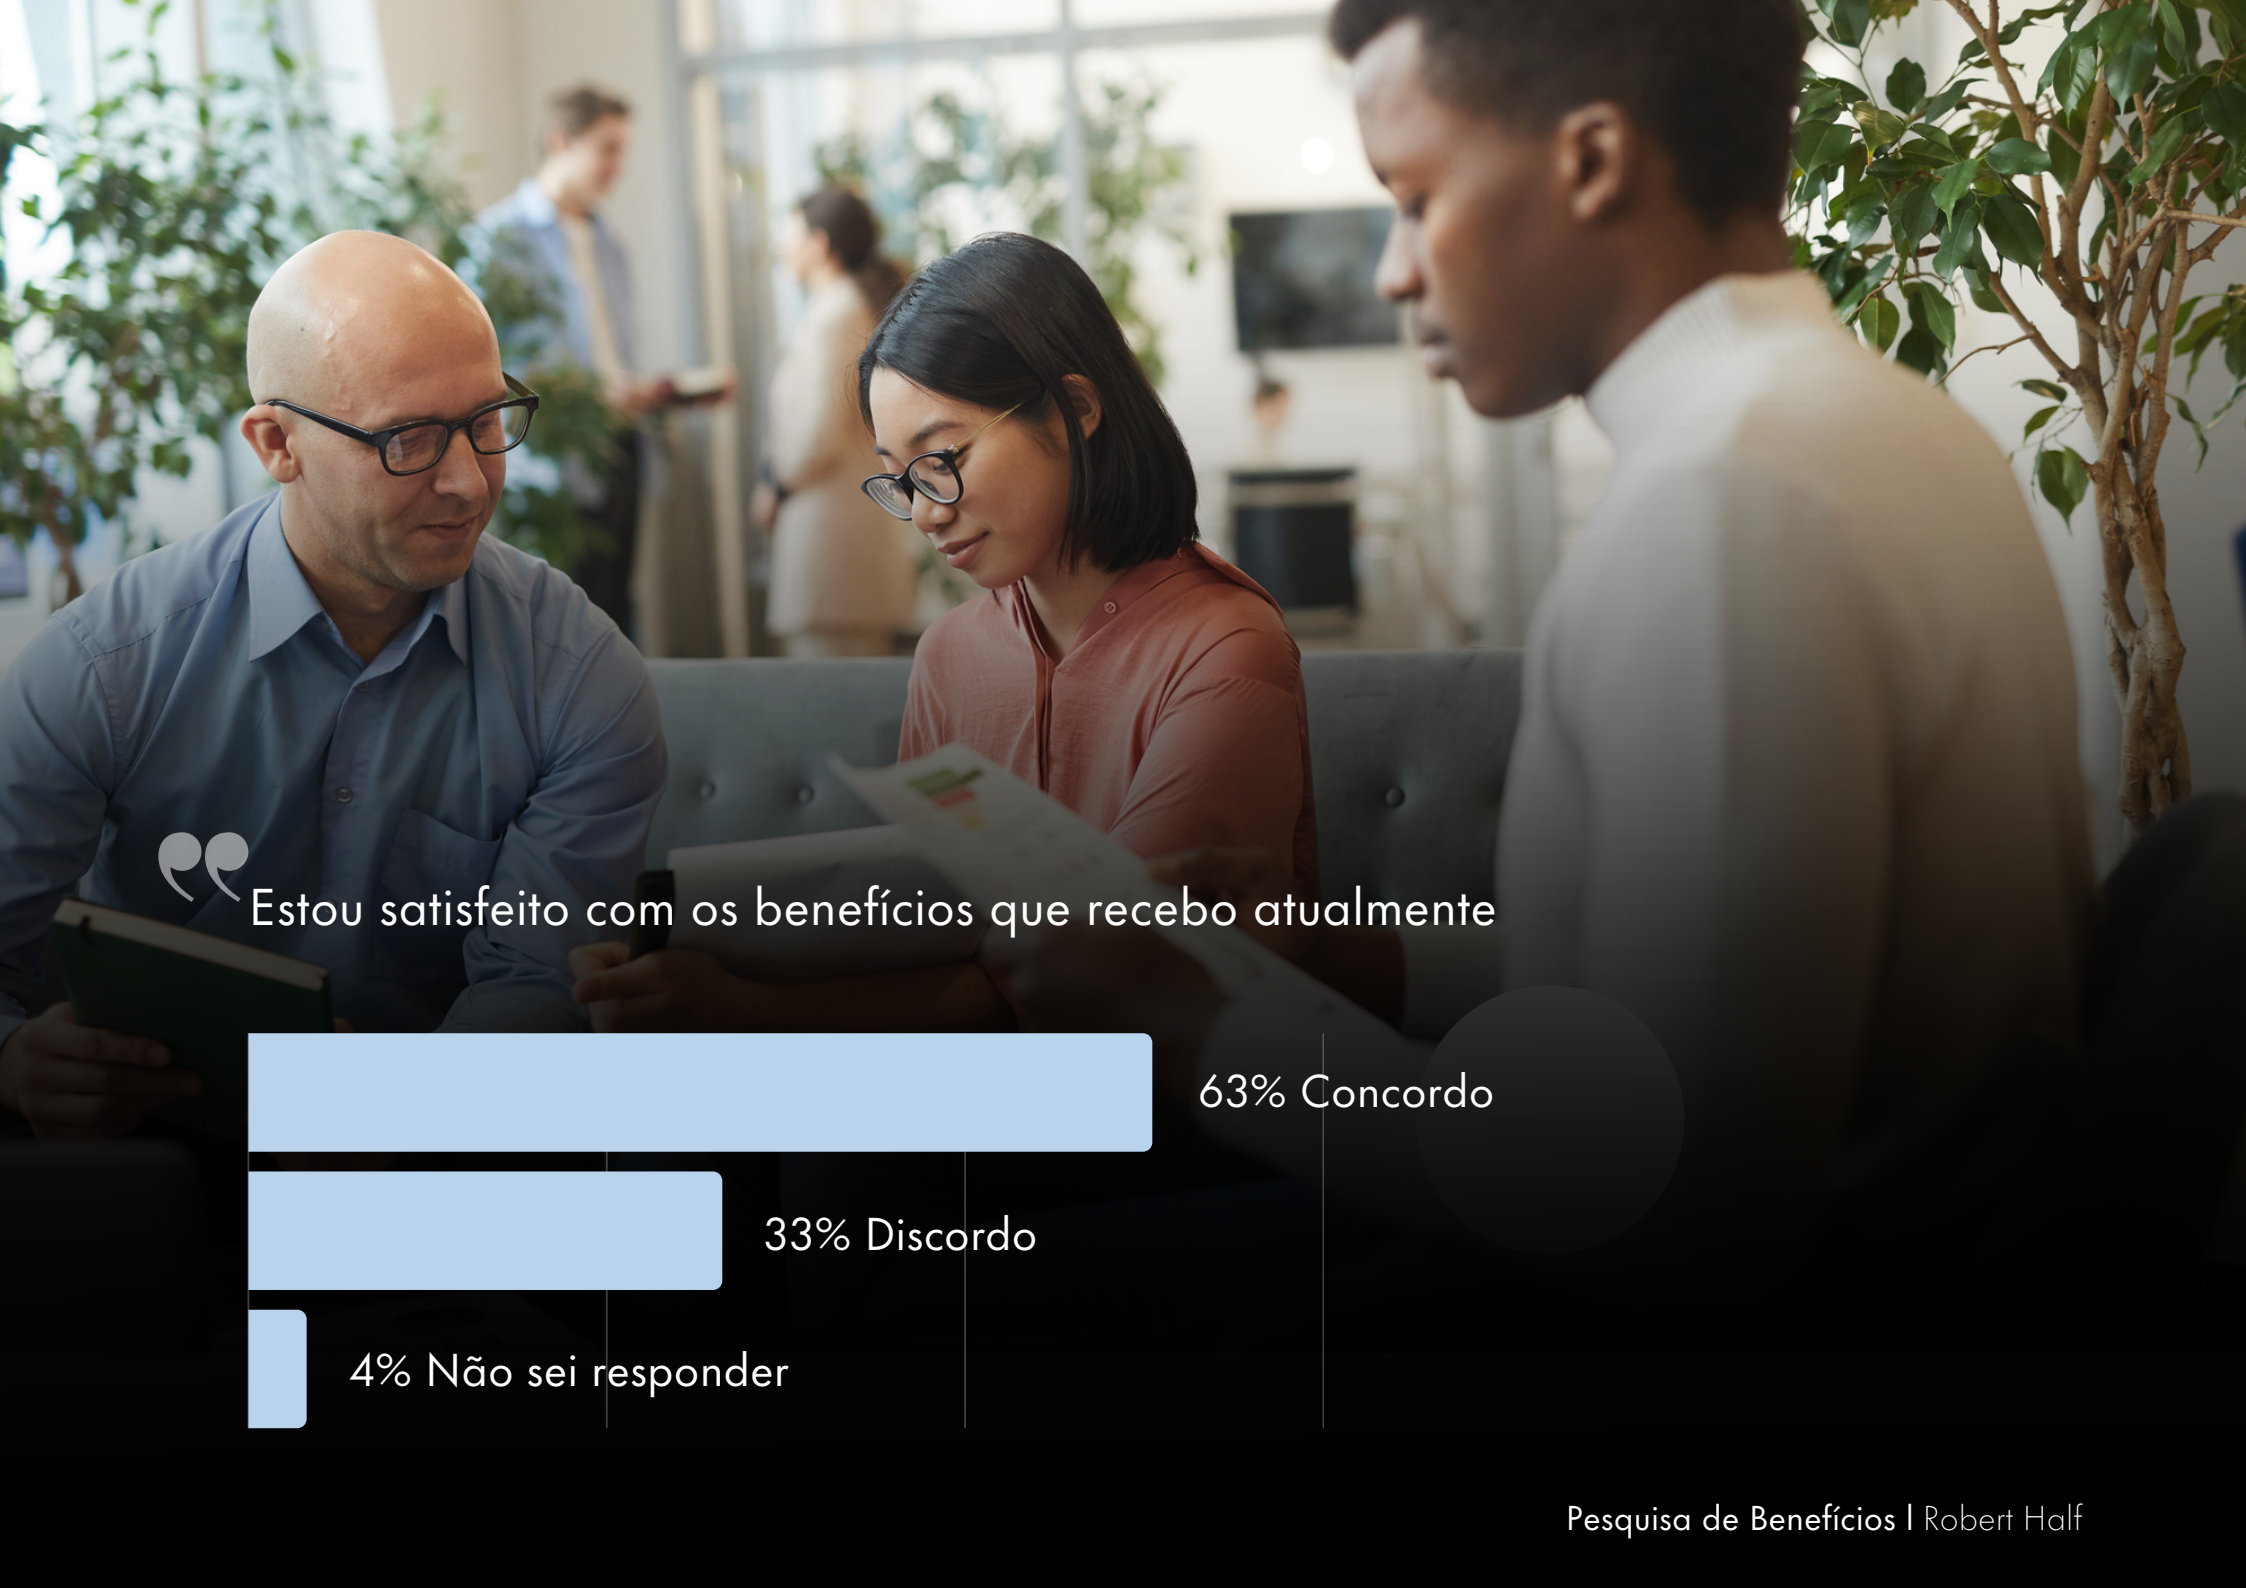 Estou satisfeito com os benefícios que recebo atualmente
63% Concordo
33% Discordo
4% Não sei responder
Pesquisa de Benefícios | Robert Half